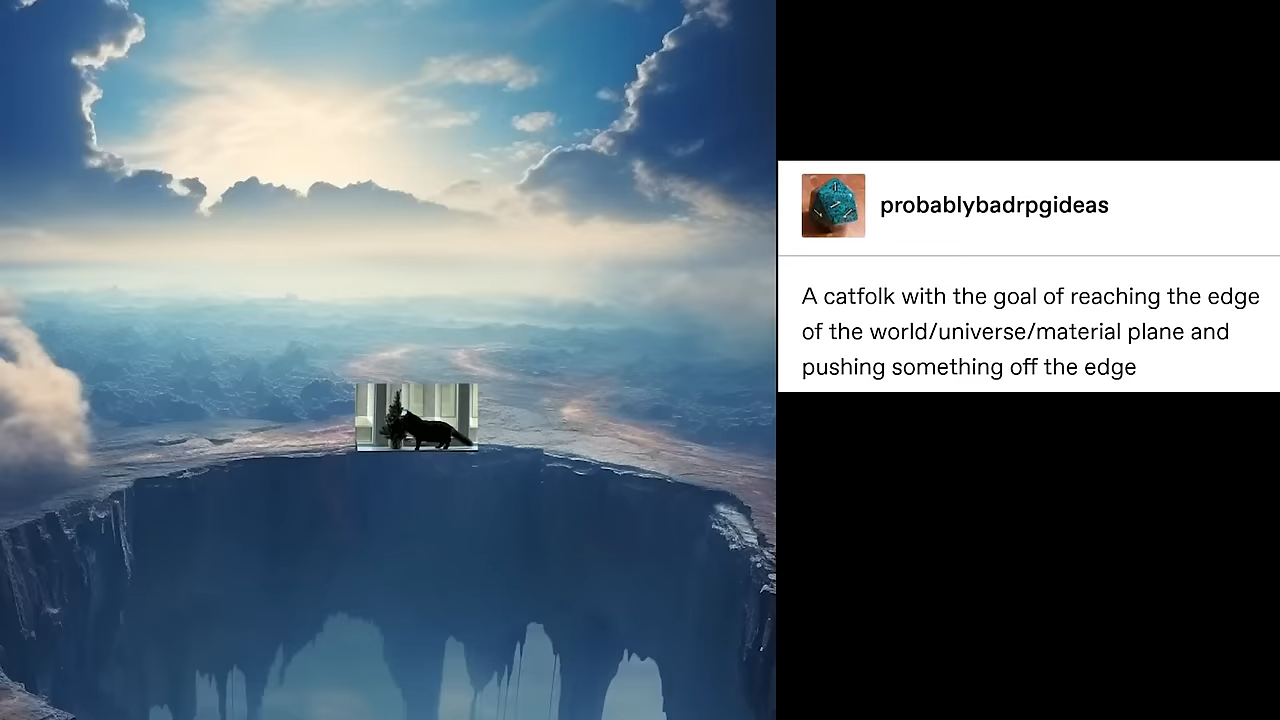 probablybadrpgideas
A catfolk with the goal of reaching the edge
of the world/universe/material plane and
pushing something off the edge